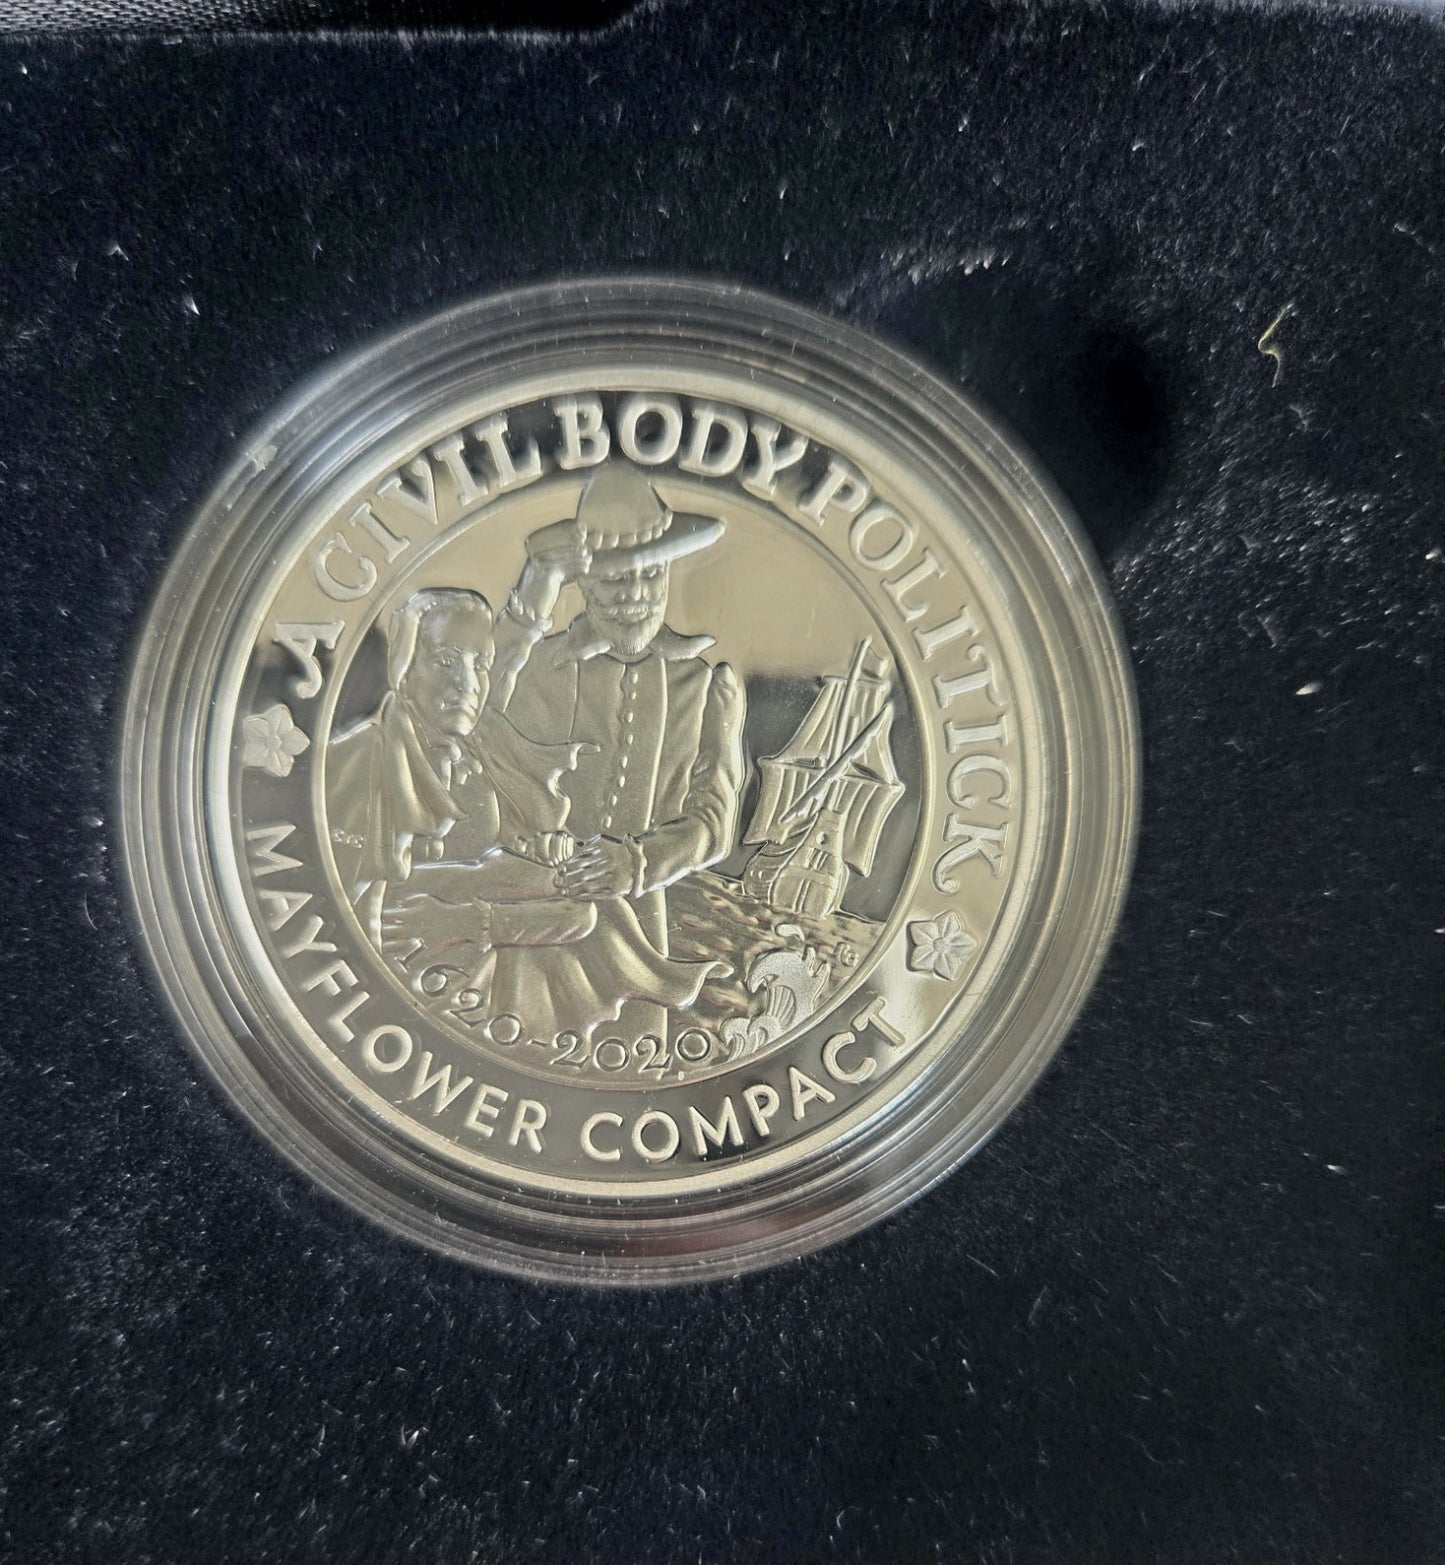 A CIVIL BODY POLITICK
1620-2020
MAYFLOWER COMPACT